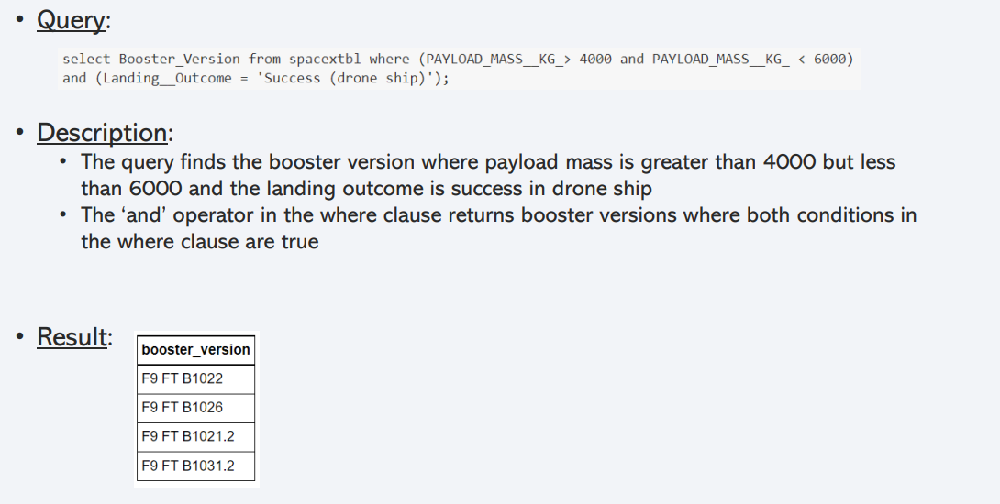 • Query:
select Booster_Version from spacextbl where (PAYLOAD_MASS__KG_> 4000 and PAYLOAD_MASS__KG_ < 6000)
and (Landing__Outcome = 'Success (drone ship)');
• Description:
• The query finds the booster version where payload mass is greater than 4000 but less
than 6000 and the landing outcome is success in drone ship
• The ‘and’ operator in the where clause returns booster versions where both conditions in
the where clause are true
• Result:
booster_version
F9 FT B1022
F9 FT B1026
F9 FT B1021.2
F9 FT B1031.2